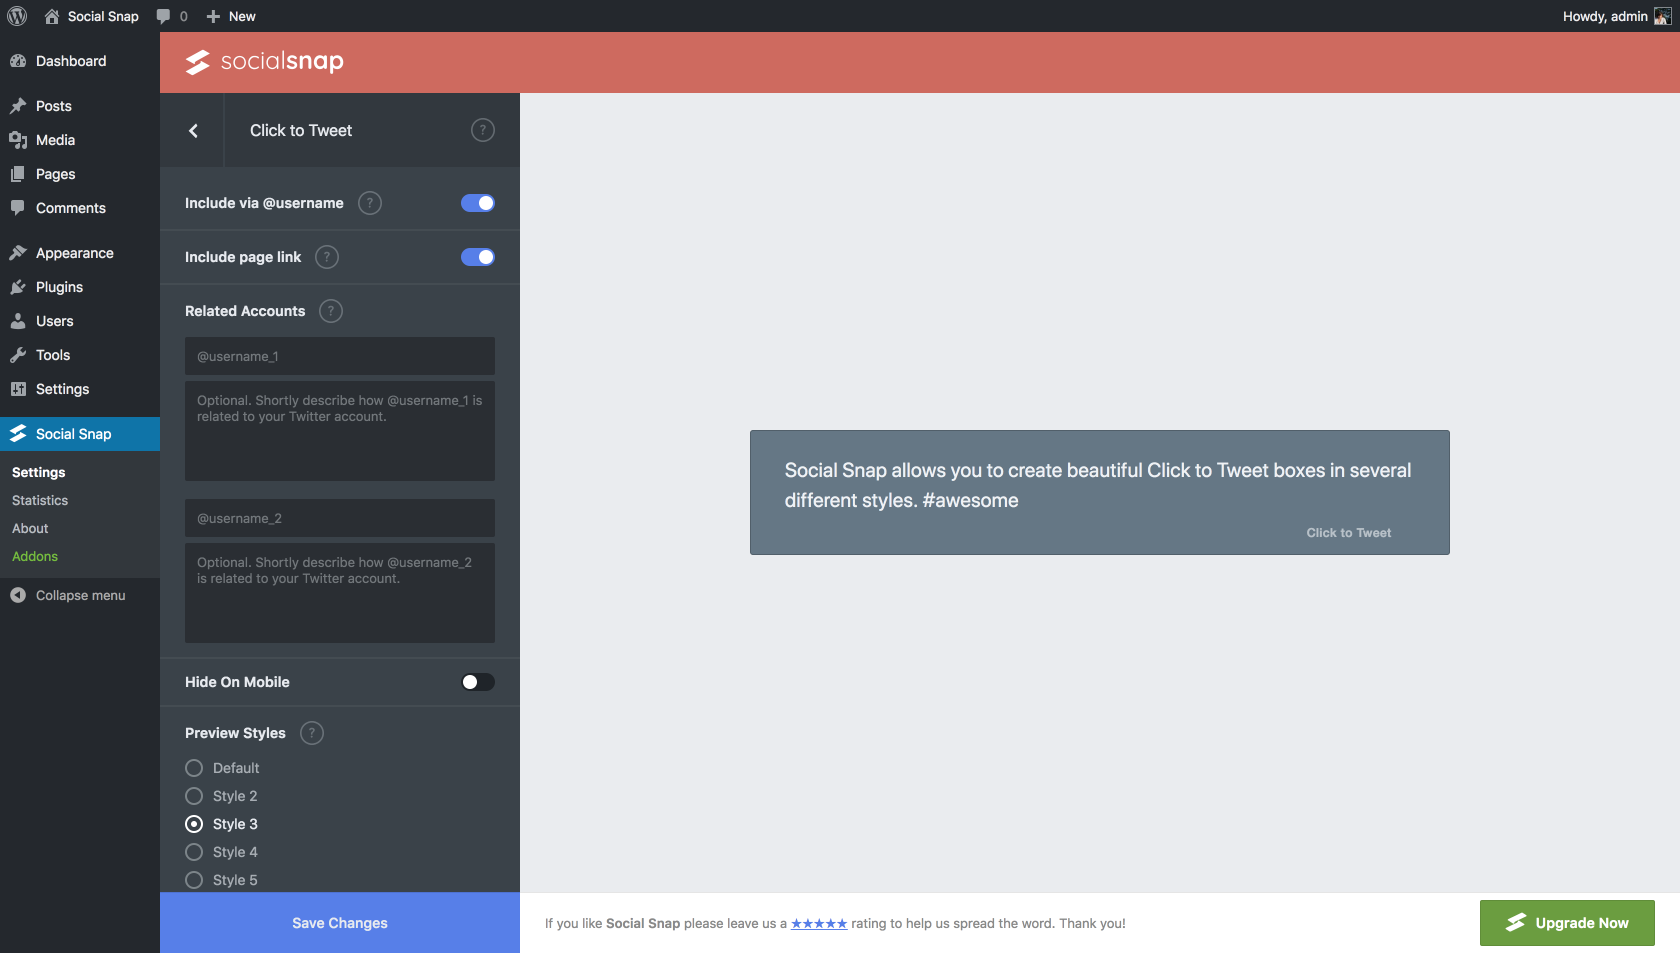 Social Snap
0
New
Howdy, admin
Dashboard
Posts
Media
Pages
Comments
Appearance
Plugins
Users
Tools
Settings
Social Snap
Settings
Statistics
About
Addons
Collapse menu
socialsnap
Click to Tweet
?
Include via @username
?
Include page link
?
Related Accounts
?
@username_1
Optional. Shortly describe how @username_1 is
related to your Twitter account.
@username_2
Optional. Shortly describe how @username_2
is related to your Twitter account.
Hide On Mobile
Preview Styles
?
Default
Style 2
Style 3
Style 4
Style 5
Save Changes
Social Snap allows you to create beautiful Click to Tweet boxes in several
different styles. #awesome
Click to Tweet
If you like Social Snap please leave us a ★★★★★ rating to help us spread the word. Thank you!
Upgrade Now